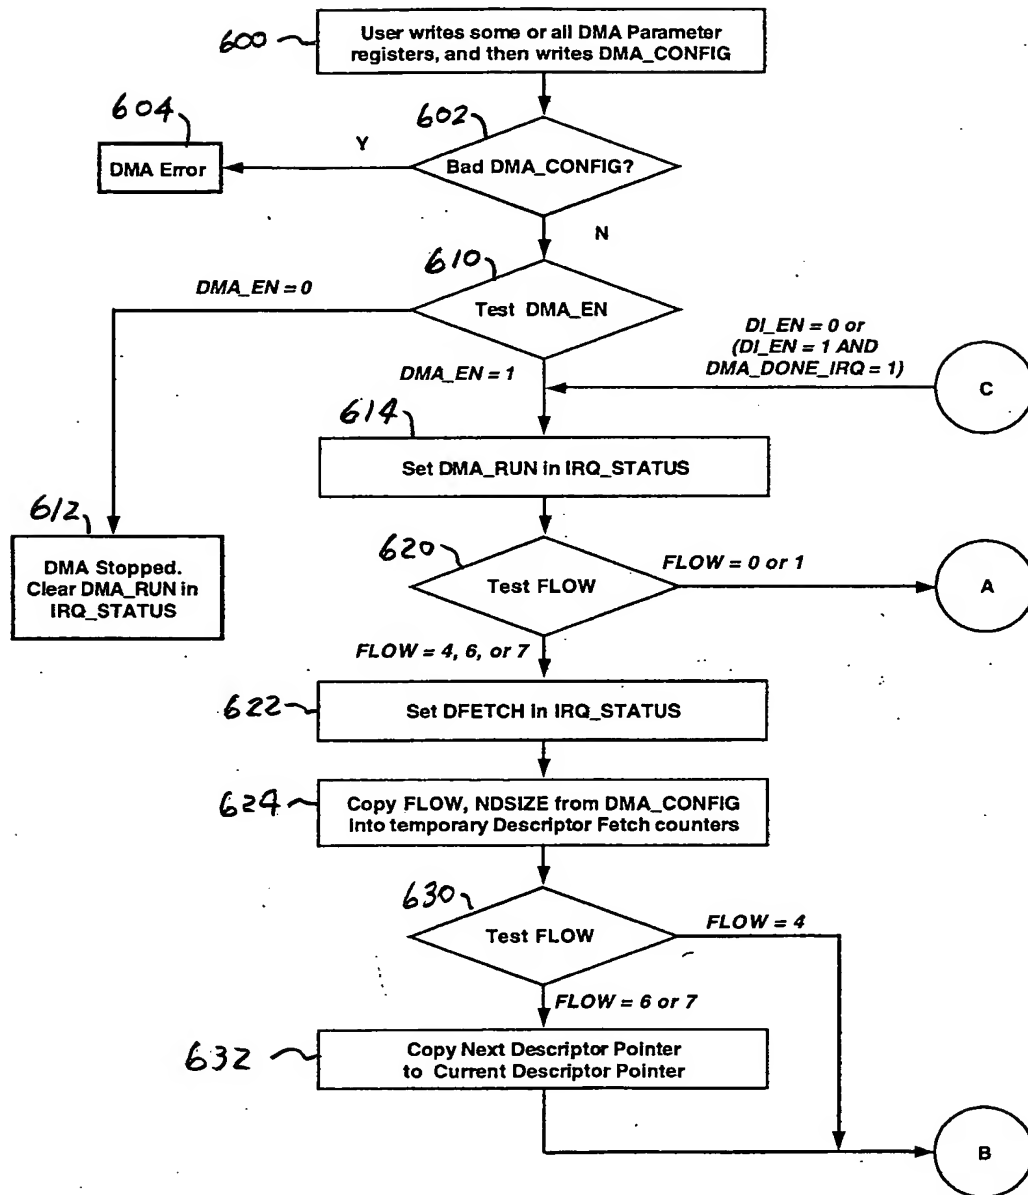 600
User writes some or all DMA Parameter
registers, and then writes DMA_CONFIG
604
602
Y
DMA Error
Bad DMA_CONFIG?
N
610
DMA_EN = 0
Test DMA_EN
DI_EN = 0 or
(DI_EN = 1 AND
DMA_DONE_IRQ = 1)
C
DMA_EN = 1
614
Set DMA_RUN in IRQ_STATUS
612
DMA Stopped.
Clear DMA_RUN in
IRQ_STATUS
620
Test FLOW
FLOW = 0 or 1
A
FLOW = 4, 6, or 7
622
Set DFETCH in IRQ_STATUS
624
Copy FLOW, NDSIZE from DMA_CONFIG
into temporary Descriptor Fetch counters
630
Test FLOW
FLOW = 4
FLOW = 6 or 7
632
Copy Next Descriptor Pointer
to Current Descriptor Pointer
B